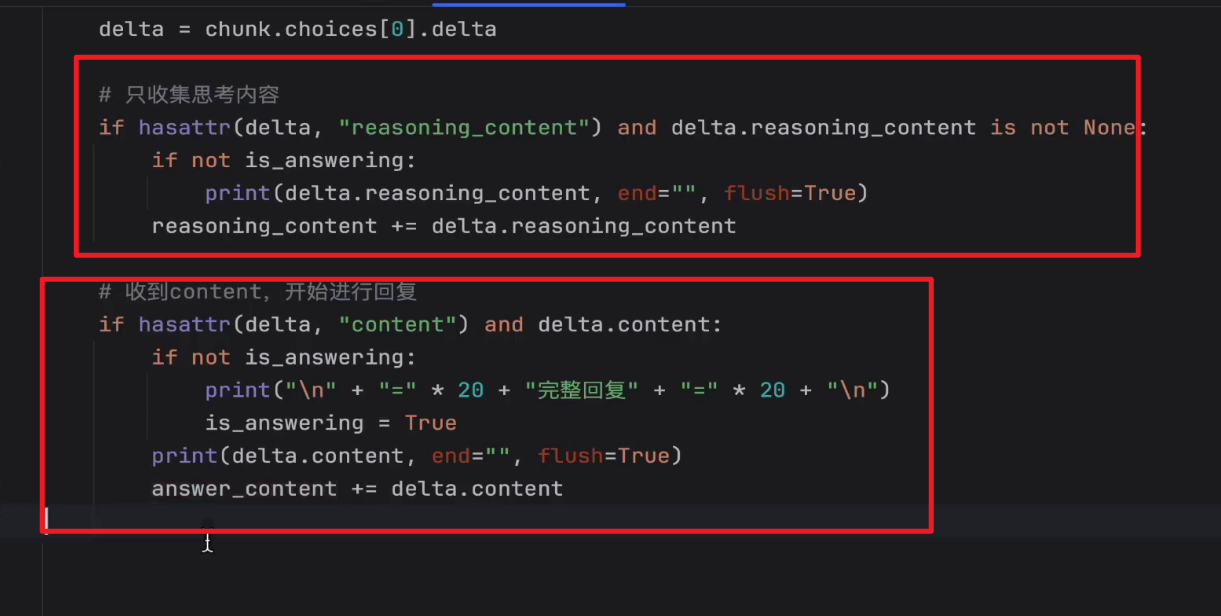 delta = chunk.choices[0].delta
# 只收集思考内容
if hasattr(delta, "reasoning_content") and delta.reasoning_content is not None:
if not is_answering:
print(delta.reasoning_content, end="", flush=True)
reasoning_content += delta.reasoning_content
# 收到content，开始进行回复
if hasattr(delta, "content") and delta.content:
if not is_answering:
print("\n" + "=" * 20 + "完整回复" + "=" * 20 + "\n")
is_answering = True
print(delta.content, end="", flush=True)
answer_content += delta.content